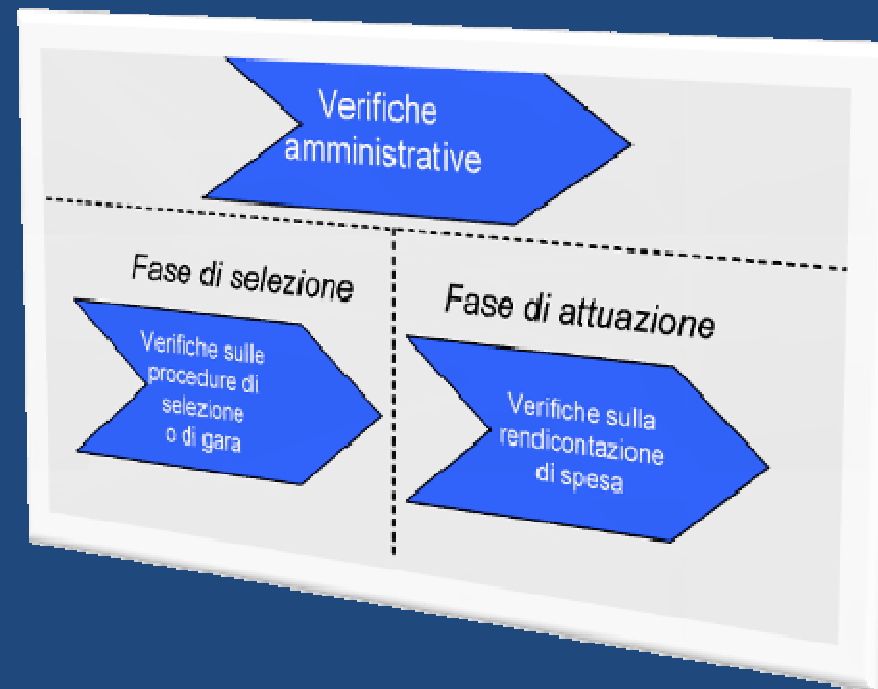 Verifiche
amministrative
Fase di selezione
Verifiche sulle
procedure di
selezione
o di gara
Fase di attuazione
Verifiche sulla
rendicontazione
di spesa